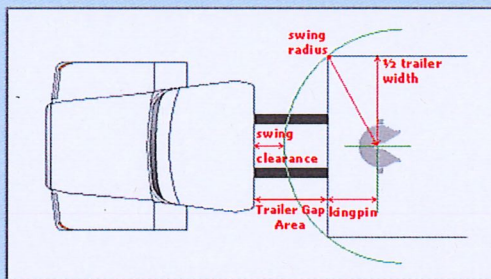 swing
radius
½ trailer
width
swing
clearance
Trailer Gap
Area
kingpin